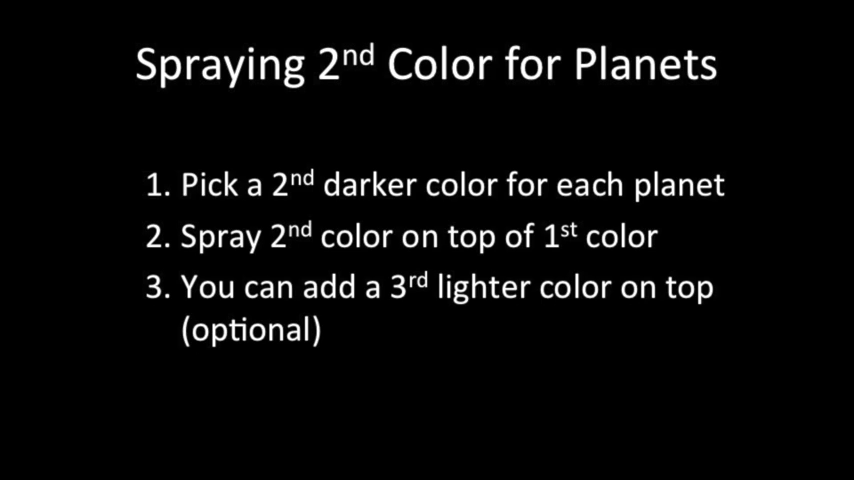 Spraying 2nd Color for Planets
1. Pick a 2nd darker color for each planet
2. Spray 2nd color on top of 1st color
3. You can add a 3rd lighter color on top
(optional)